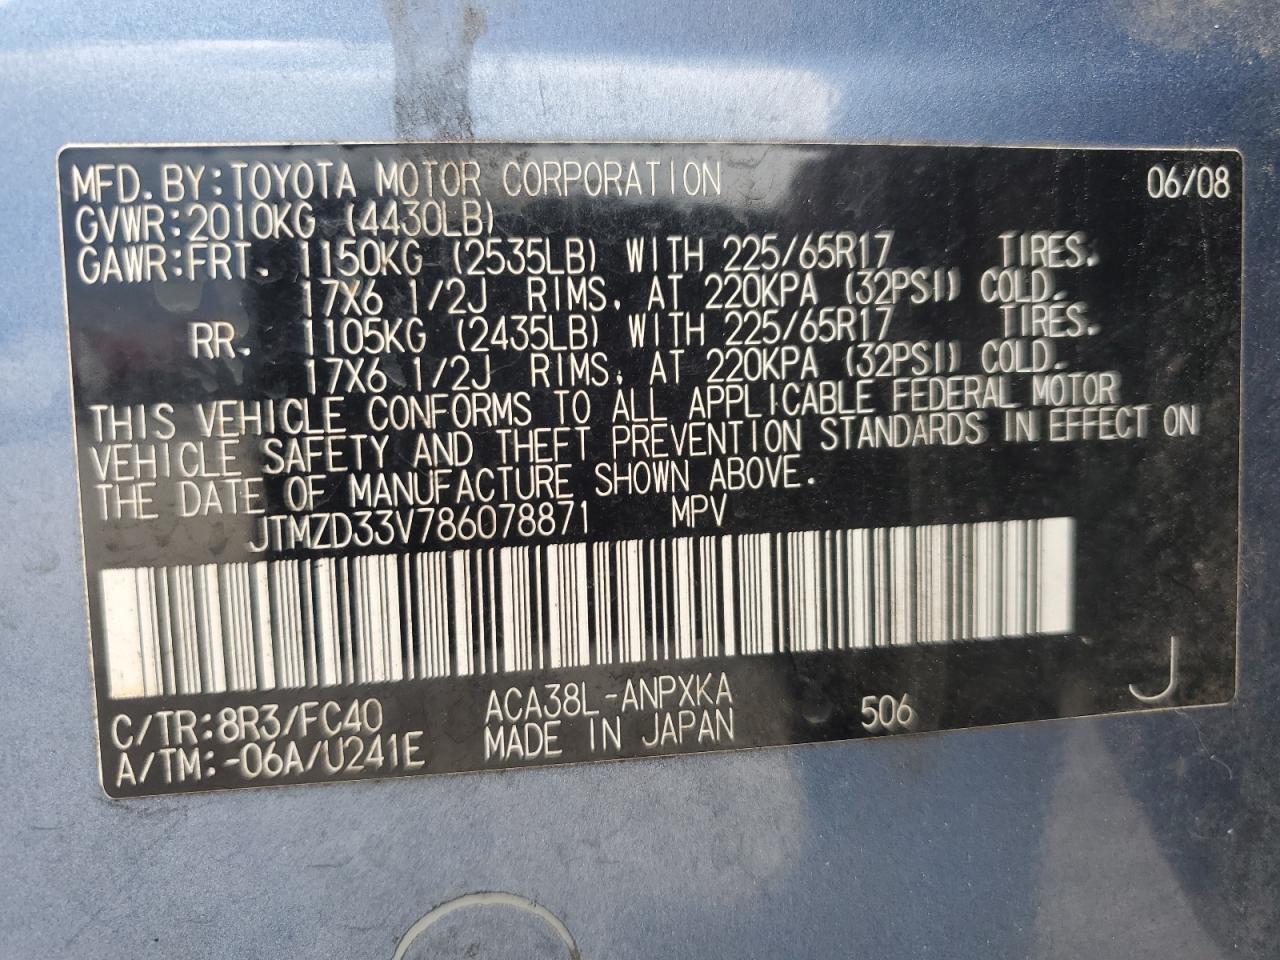 MFD. BY: TOYOTA MOTOR CORPORATION 06/08
GVWR: 2010KG (4430LB)
GAWR: FRT. 1150KG (2535LB) WITH 225/65R17 TIRES.
17X6 1/2J RIMS. AT 220KPA (32PSI) COLD.
RR. 1105KG (2435LB) WITH 225/65R17 TIRES.
17X6 1/2J RIMS. AT 220KPA (32PSI) COLD.
THIS VEHICLE CONFORMS TO ALL APPLICABLE FEDERAL MOTOR
VEHICLE SAFETY AND THEFT PREVENTION STANDARDS IN EFFECT ON
THE DATE OF MANUFACTURE SHOWN ABOVE.
JTMZD33V786078871 MPV
C/TR: 8R3/FC40 ACA38L-ANPXKA 506 J
A/TM: -06A/U241E MADE IN JAPAN